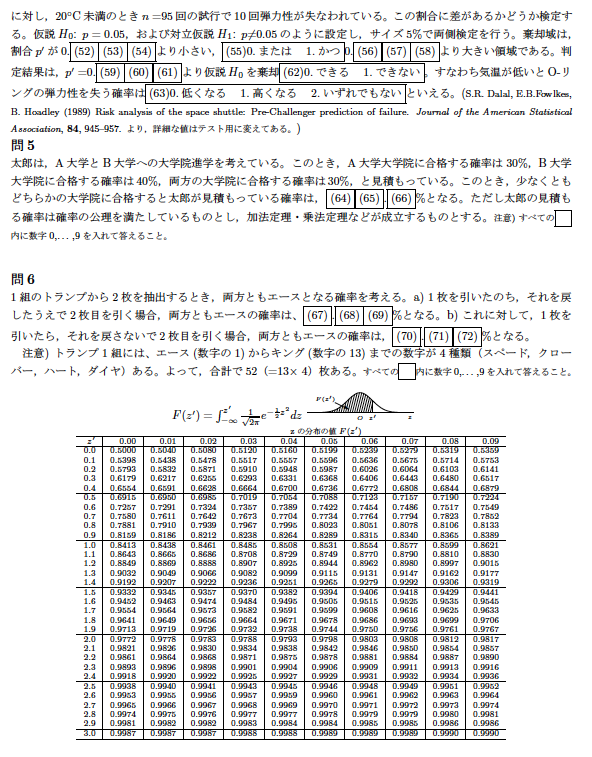 に対し，20°C 未満のとき n =95 回の試行で 10 回弾力性が失なわれている。この割合に差があるかどうか検定す
る。仮説 H0: p = 0.05，および対立仮説 H1: p≠0.05 のように設定し，サイズ 5%で両側検定を行う。棄却域は，
割合 p′ が 0. (52) (53) (54) より小さい， (55)0. または 1. かつ 0. (56) (57) (58) より大きい領域である。判
定結果は，p′ =0. (59) (60) (61) より仮説 H0 を棄却 (62)0. できる 1. できない 。すなわち気温が低いと O-リ
ングの弾力性を失う確率は (63)0. 低くなる 1. 高くなる 2. いずれでもない といえる。(S.R. Dalal, E.B.Fowlkes,
B. Hoadley (1989) Risk analysis of the space shuttle: Pre-Challenger prediction of failure. Journal of the American Statistical
Association, 84, 945–957. より，詳細な値はテスト用に変えてある。)
問 5
太郎は，A 大学と B 大学への大学院進学を考えている。このとき，A 大学大学院に合格する確率は 30%，B 大学
大学院に合格する確率は 40%，両方の大学院に合格する確率は 30%，と見積もっている。このとき，少なくとも
どちらかの大学院に合格すると太郎が見積もっている確率は， (64) (65) . (66) %となる。ただし太郎の見積も
る確率は確率の公理を満たしているものとし，加法定理・乗法定理などが成立するものとする。注意) すべての
内に数字 0,…,9 を入れて答えること。
問 6
1 組のトランプから 2 枚を抽出するとき，両方ともエースとなる確率を考える。a) 1 枚を引いたのち，それを戻
したうえで 2 枚目を引く場合，両方ともエースの確率は、 (67) . (68) (69) %となる。b) これに対して，1 枚を
引いたら，それを戻さないで 2 枚目を引く場合，両方ともエースの確率は， (70) . (71) (72) %となる。
注意) トランプ 1 組には、エース (数字の 1) からキング (数字の 13) までの数字が 4 種類（スペード，クロー
バー，ハート，ダイヤ）ある。よって，合計で 52（=13× 4）枚ある。すべての 内に数字 0,…,9 を入れて答えること。
F(z′) = ∫_{-∞}^{z′} 1/√2π e^{-1/2 z²} dz F(z′) O z′ z
z の分布の値 F(z′)
z′ 0.00 0.01 0.02 0.03 0.04 0.05 0.06 0.07 0.08 0.09
0.0 0.5000 0.5040 0.5080 0.5120 0.5160 0.5199 0.5239 0.5279 0.5319 0.5359
0.1 0.5398 0.5438 0.5478 0.5517 0.5557 0.5596 0.5636 0.5675 0.5714 0.5753
0.2 0.5793 0.5832 0.5871 0.5910 0.5948 0.5987 0.6026 0.6064 0.6103 0.6141
0.3 0.6179 0.6217 0.6255 0.6293 0.6331 0.6368 0.6406 0.6443 0.6480 0.6517
0.4 0.6554 0.6591 0.6628 0.6664 0.6700 0.6736 0.6772 0.6808 0.6844 0.6879
0.5 0.6915 0.6950 0.6985 0.7019 0.7054 0.7088 0.7123 0.7157 0.7190 0.7224
0.6 0.7257 0.7291 0.7324 0.7357 0.7389 0.7422 0.7454 0.7486 0.7517 0.7549
0.7 0.7580 0.7611 0.7642 0.7673 0.7704 0.7734 0.7764 0.7794 0.7823 0.7852
0.8 0.7881 0.7910 0.7939 0.7967 0.7995 0.8023 0.8051 0.8078 0.8106 0.8133
0.9 0.8159 0.8186 0.8212 0.8238 0.8264 0.8289 0.8315 0.8340 0.8365 0.8389
1.0 0.8413 0.8438 0.8461 0.8485 0.8508 0.8531 0.8554 0.8577 0.8599 0.8621
1.1 0.8643 0.8665 0.8686 0.8708 0.8729 0.8749 0.8770 0.8790 0.8810 0.8830
1.2 0.8849 0.8869 0.8888 0.8907 0.8925 0.8944 0.8962 0.8980 0.8997 0.9015
1.3 0.9032 0.9049 0.9066 0.9082 0.9099 0.9115 0.9131 0.9147 0.9162 0.9177
1.4 0.9192 0.9207 0.9222 0.9236 0.9251 0.9265 0.9279 0.9292 0.9306 0.9319
1.5 0.9332 0.9345 0.9357 0.9370 0.9382 0.9394 0.9406 0.9418 0.9429 0.9441
1.6 0.9452 0.9463 0.9474 0.9484 0.9495 0.9505 0.9515 0.9525 0.9535 0.9545
1.7 0.9554 0.9564 0.9573 0.9582 0.9591 0.9599 0.9608 0.9616 0.9625 0.9633
1.8 0.9641 0.9649 0.9656 0.9664 0.9671 0.9678 0.9686 0.9693 0.9699 0.9706
1.9 0.9713 0.9719 0.9726 0.9732 0.9738 0.9744 0.9750 0.9756 0.9761 0.9767
2.0 0.9772 0.9778 0.9783 0.9788 0.9793 0.9798 0.9803 0.9808 0.9812 0.9817
2.1 0.9821 0.9826 0.9830 0.9834 0.9838 0.9842 0.9846 0.9850 0.9854 0.9857
2.2 0.9861 0.9864 0.9868 0.9871 0.9875 0.9878 0.9881 0.9884 0.9887 0.9890
2.3 0.9893 0.9896 0.9898 0.9901 0.9904 0.9906 0.9909 0.9911 0.9913 0.9916
2.4 0.9918 0.9920 0.9922 0.9925 0.9927 0.9929 0.9931 0.9932 0.9934 0.9936
2.5 0.9938 0.9940 0.9941 0.9943 0.9945 0.9946 0.9948 0.9949 0.9951 0.9952
2.6 0.9953 0.9955 0.9956 0.9957 0.9959 0.9960 0.9961 0.9962 0.9963 0.9964
2.7 0.9965 0.9966 0.9967 0.9968 0.9969 0.9970 0.9971 0.9972 0.9973 0.9974
2.8 0.9974 0.9975 0.9976 0.9977 0.9977 0.9978 0.9979 0.9979 0.9980 0.9981
2.9 0.9981 0.9982 0.9982 0.9983 0.9984 0.9984 0.9985 0.9985 0.9986 0.9986
3.0 0.9987 0.9987 0.9987 0.9988 0.9988 0.9989 0.9989 0.9989 0.9990 0.9990